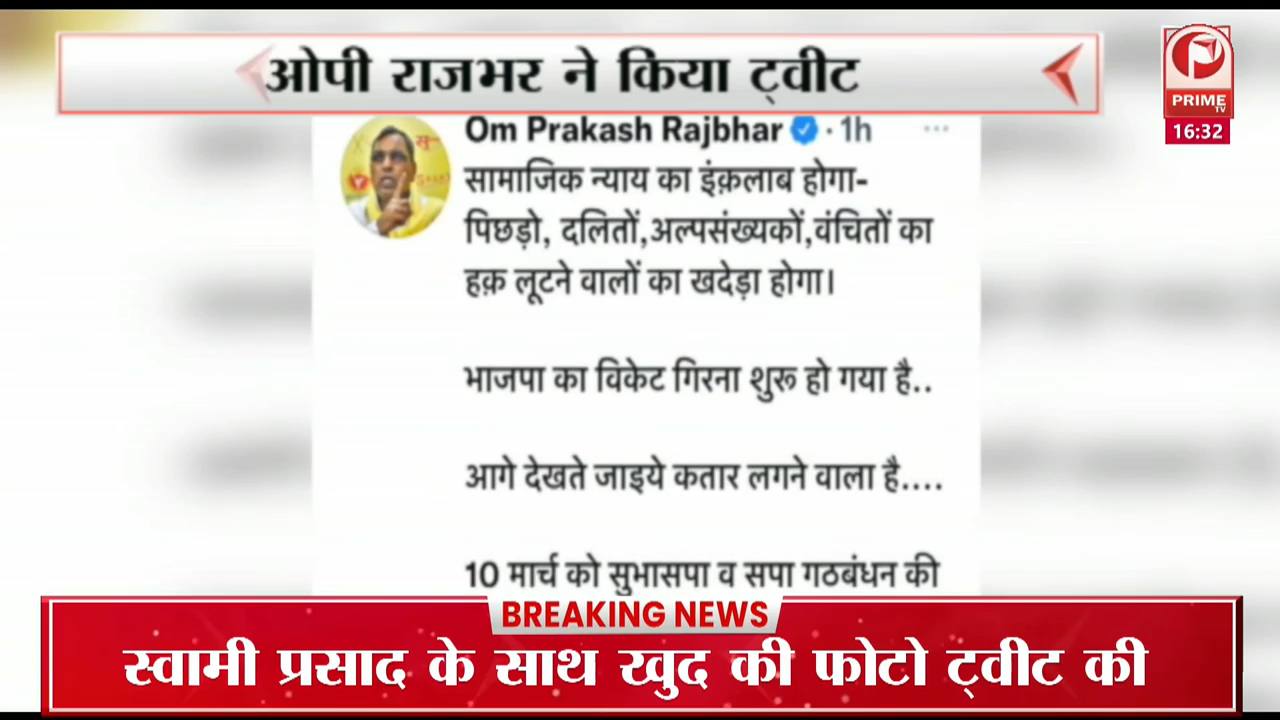 ओपी राजभर ने किया ट्वीट
PRIME
TV
16:32
Om Prakash Rajbhar · 1h
सामाजिक न्याय का इंक़लाब होगा-
पिछड़ो, दलितों,अल्पसंख्यकों,वंचितों का
हक़ लूटने वालों का खदेड़ा होगा।
भाजपा का विकेट गिरना शुरू हो गया है..
आगे देखते जाइये कतार लगने वाला है....
10 मार्च को सुभासपा व सपा गठबंधन की
BREAKING NEWS
स्वामी प्रसाद के साथ खुद की फोटो ट्वीट की